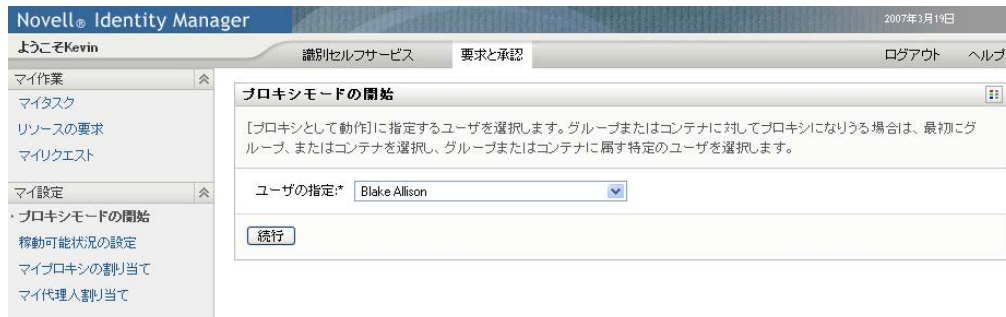 Novell® Identity Manager
2007年3月19日
ようこそKevin
識別セルフサービス 要求と承認 ログアウト ヘルプ
マイ作業
マイタスク
リソースの要求
マイリクエスト
マイ設定
・プロキシモードの開始
稼動可能状況の設定
マイプロキシの割り当て
マイ代理人割り当て
プロキシモードの開始
[プロキシとして動作]に指定するユーザを選択します。グループまたはコンテナに対してプロキシになりうる場合は、最初にグ
ループ、またはコンテナを選択し、グループまたはコンテナに属す特定のユーザを選択します。
ユーザの指定:* Blake Allison
続行